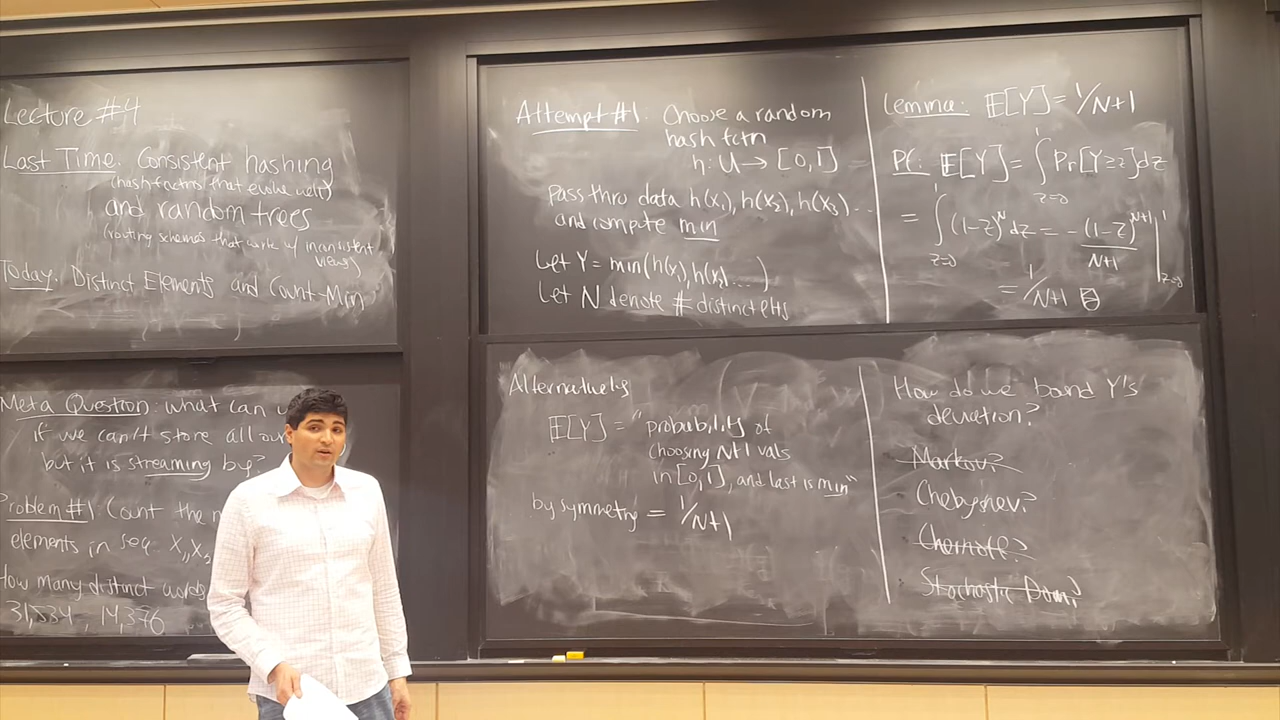 Lecture #4
Last Time: Consistent hashing
(hash fctns that evolve well)
and random trees
(routing schemes that work w/ inconsistent
views)
Today: Distinct Elements and Count-Min
Meta Question: what can
if we can't store all
but it is streaming by?
Problem #1 Count the
elements in seq. X₁, X₂
How many distinct words
31,534, 14,376
Attempt #1: Choose a random
hash fctn
h: U → [0,1]
Pass thru data h(x₁), h(x₂), h(x₃)...
and compute min
Let Y = min(h(x₁), h(x₂)...)
Let N denote # distinct elts
Lemma: E[Y] = 1/N+1
Pf: E[Y] = ∫_{z=0}^{1} Pr[Y≥z]dz
= ∫_{z=0}^{1} (1-z)^N dz = -(1-z)^{N+1}/N+1 |_{z=0}^{1}
= 1/N+1
Alternatively
E[Y] = "probability of
choosing N+1 vals
in [0,1], and last is min"
by symmetry = 1/N+1
How do we bound Y's
deviation?
Markov?
Chebyshev?
Chernoff?
Stochastic Dom?